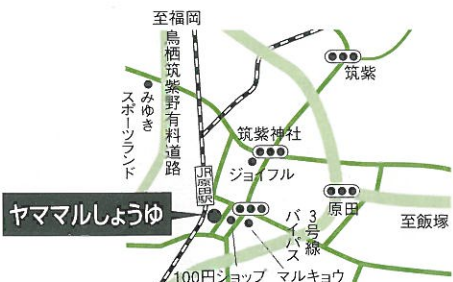 至福岡
鳥栖筑紫野有料道路
筑紫
みゆき
スポーツランド
筑紫神社
ジョイフル
JR原田駅
ヤママルしょうゆ
原田
3号線
バイパス
至飯塚
100円ショップ
マルキョウ